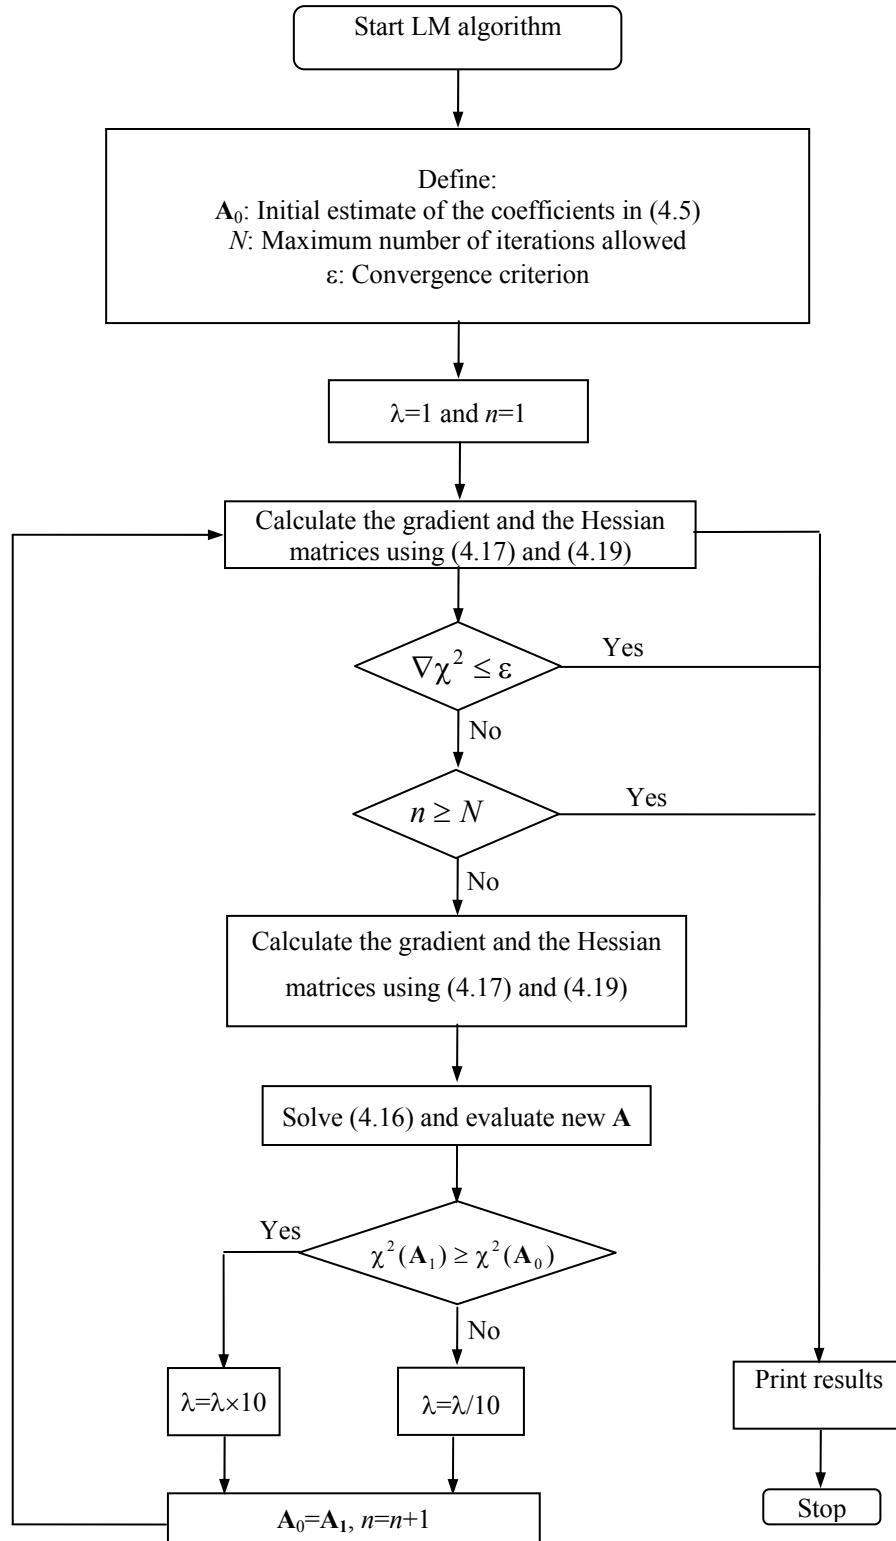 Start LM algorithm
Define:
A₀: Initial estimate of the coefficients in (4.5)
N: Maximum number of iterations allowed
ε: Convergence criterion
λ=1 and n=1
Calculate the gradient and the Hessian
matrices using (4.17) and (4.19)
∇χ² ≤ ε
Yes
No
n ≥ N
Yes
No
Calculate the gradient and the Hessian
matrices using (4.17) and (4.19)
Solve (4.16) and evaluate new A
Yes
χ²(A₁) ≥ χ²(A₀)
No
λ=λ×10
λ=λ/10
Print results
A₀=A₁, n=n+1
Stop